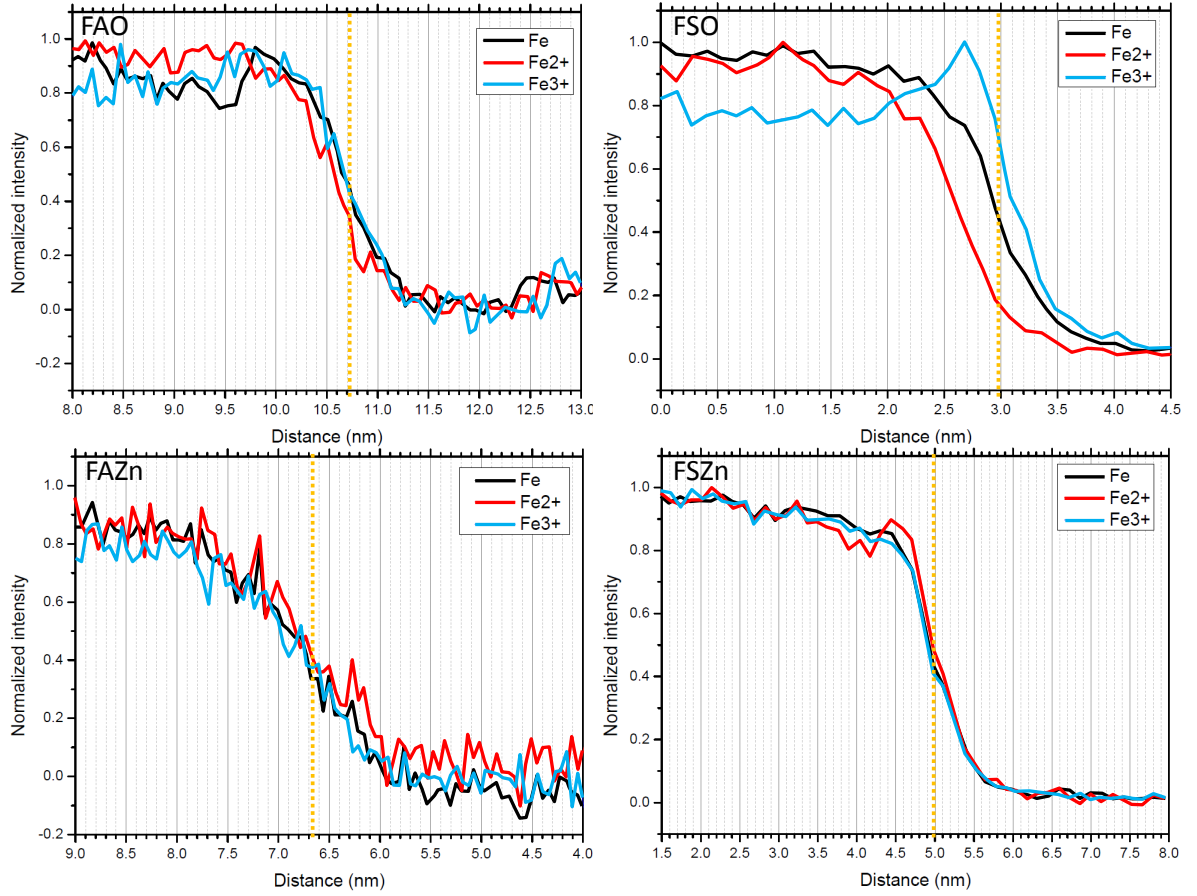 FAO
Fe
Fe2+
Fe3+
Normalized intensity
1.0
0.8
0.6
0.4
0.2
0.0
-0.2
8.0 8.5 9.0 9.5 10.0 10.5 11.0 11.5 12.0 12.5 13.0
Distance (nm)
FSO
Fe
Fe2+
Fe3+
Normalized intensity
1.0
0.8
0.6
0.4
0.2
0.0
0.0 0.5 1.0 1.5 2.0 2.5 3.0 3.5 4.0 4.5
Distance (nm)
FAZn
Fe
Fe2+
Fe3+
Normalized intensity
1.0
0.8
0.6
0.4
0.2
0.0
-0.2
9.0 8.5 8.0 7.5 7.0 6.5 6.0 5.5 5.0 4.5 4.0
Distance (nm)
FSZn
Fe
Fe2+
Fe3+
Normalized intensity
1.0
0.8
0.6
0.4
0.2
0.0
1.5 2.0 2.5 3.0 3.5 4.0 4.5 5.0 5.5 6.0 6.5 7.0 7.5 8.0
Distance (nm)